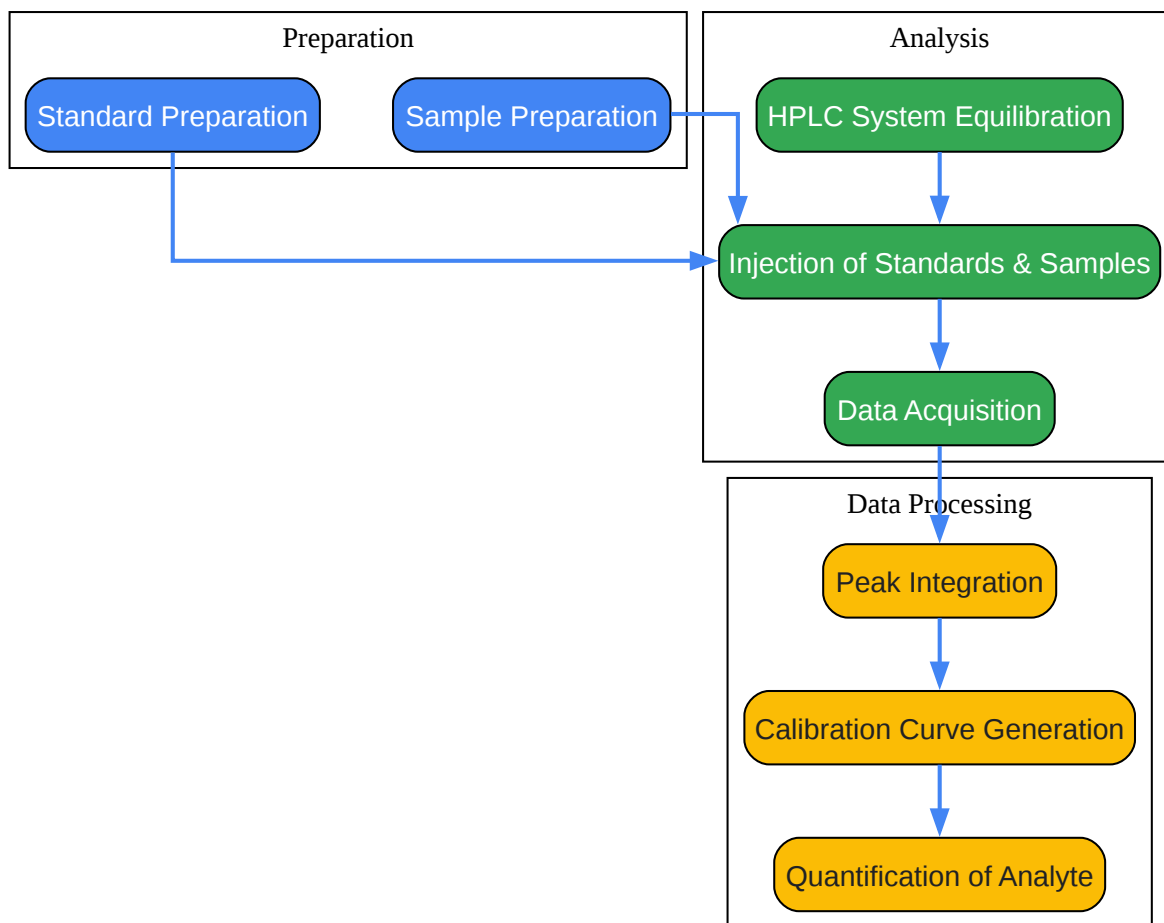 Preparation
Standard Preparation
Sample Preparation
Analysis
HPLC System Equilibration
Injection of Standards & Samples
Data Acquisition
Data Processing
Peak Integration
Calibration Curve Generation
Quantification of Analyte